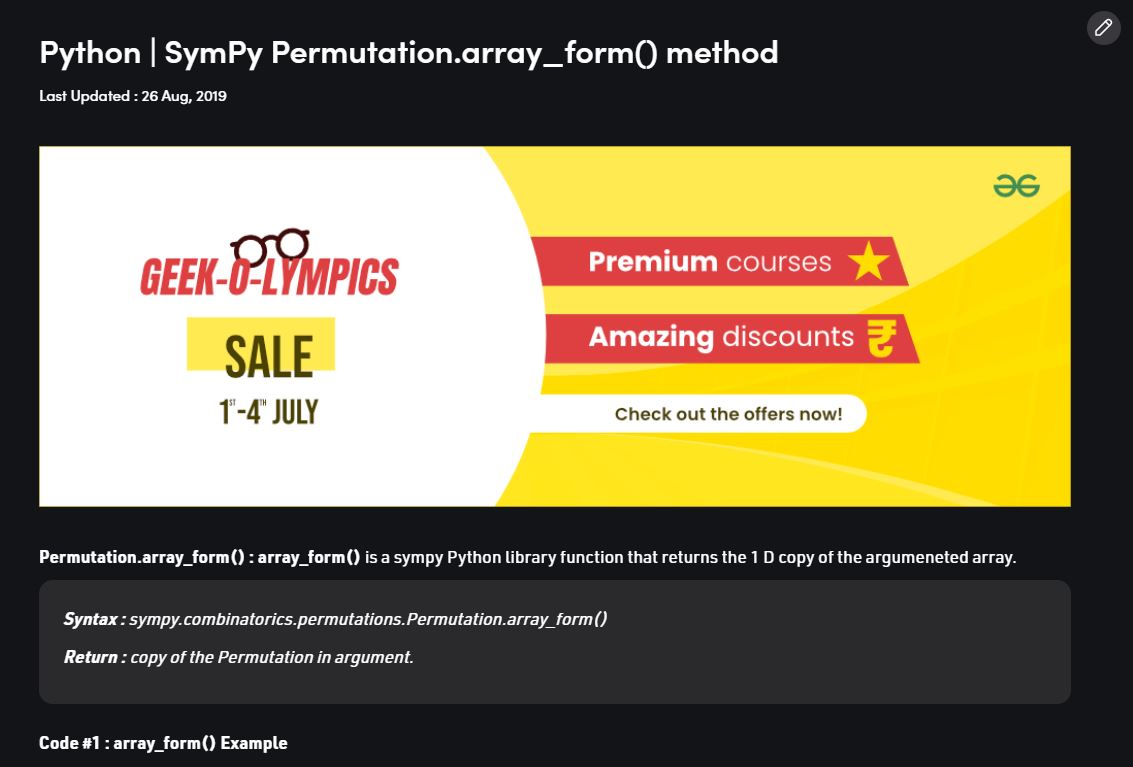 Python | SymPy Permutation.array_form() method
Last Updated : 26 Aug, 2019
GEEK-O-LYMPICS
SALE
1ST-4TH JULY
Premium courses
Amazing discounts ₹
Check out the offers now!
Permutation.array_form() : array_form() is a sympy Python library function that returns the 1 D copy of the argumeneted array.
Syntax : sympy.combinatorics.permutations.Permutation.array_form()
Return : copy of the Permutation in argument.
Code #1 : array_form() Example